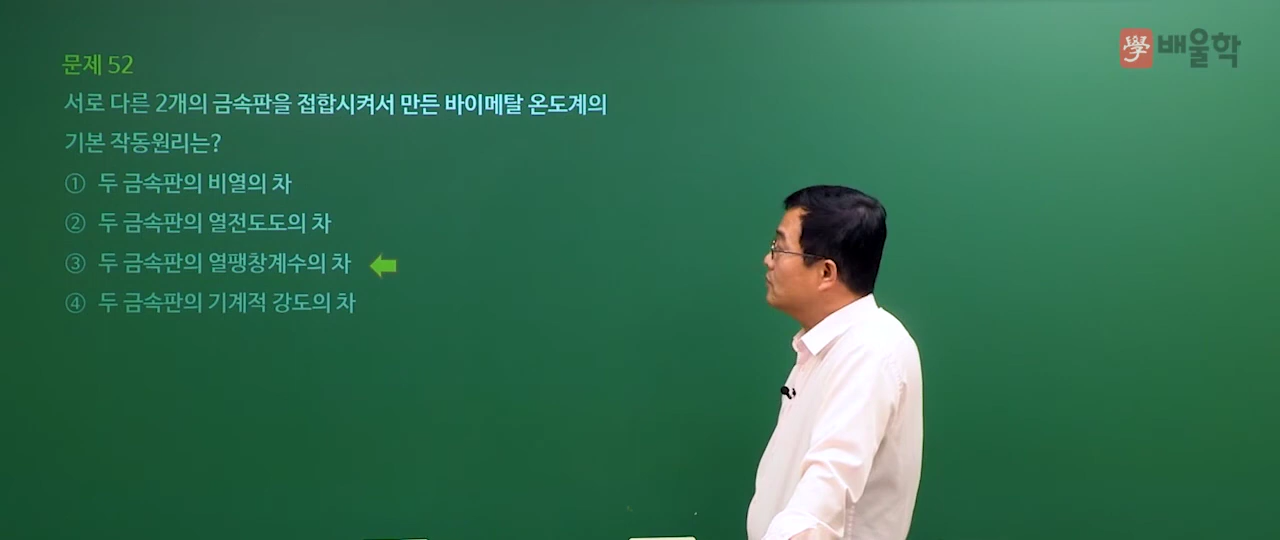 學 배울학
문제 52
서로 다른 2개의 금속판을 접합시켜서 만든 바이메탈 온도계의
기본 작동원리는?
① 두 금속판의 비열의 차
② 두 금속판의 열전도도의 차
③ 두 금속판의 열팽창계수의 차
④ 두 금속판의 기계적 강도의 차